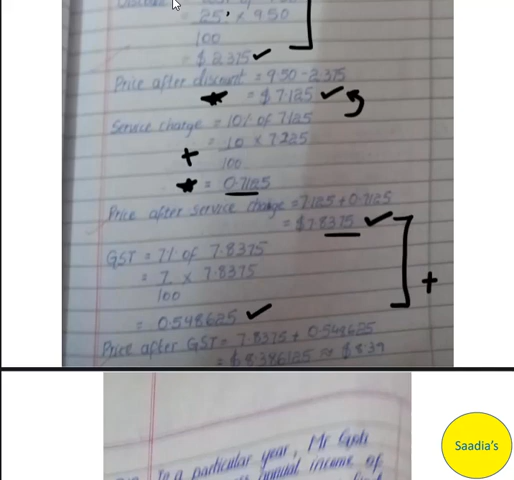 = 25 × 9.50
100
= $2.375
Price after discount = 9.50 - 2.375
= $7.125
Service charge = 10% of 7.125
= 10 × 7.125
100
= 0.7125
Price after service charge = 7.125 + 0.7125
= $7.8375
GST = 7% of 7.8375
= 7 × 7.8375
100
= 0.548625
Price after GST = 7.8375 + 0.548625
= $8.386125 ≈ $8.39
In a particular year, Mr
annual income of
Saadia's